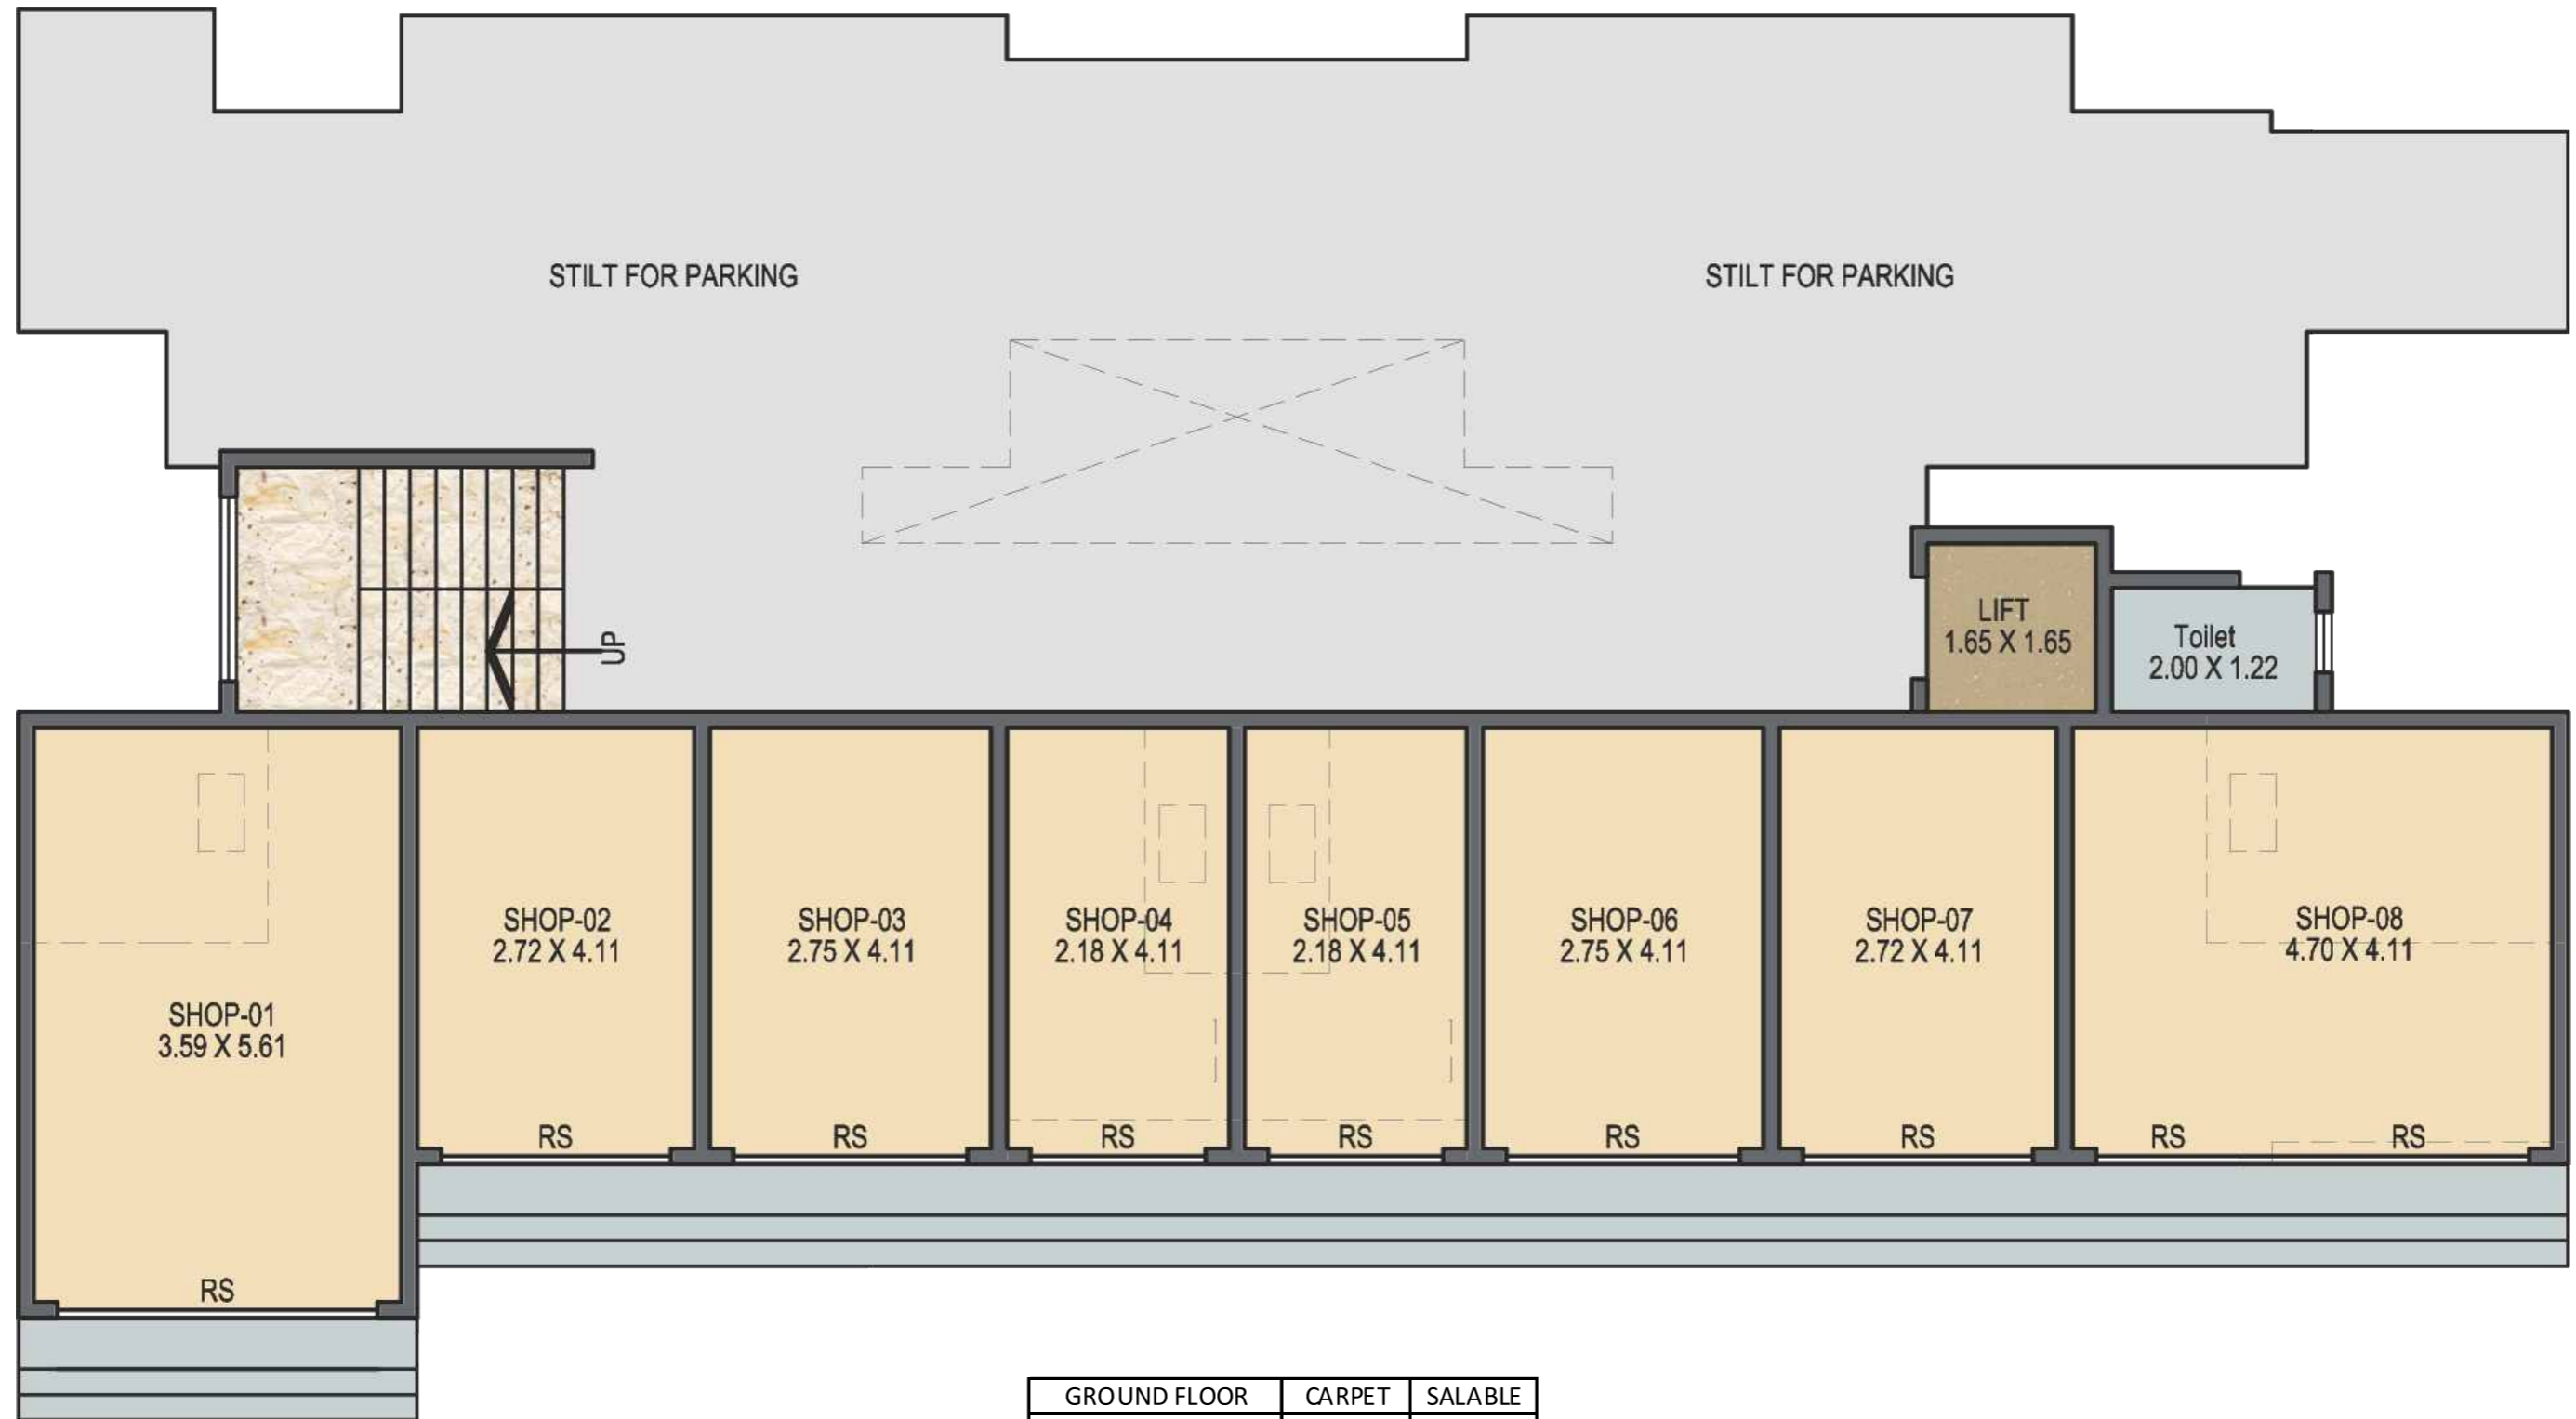 STILT FOR PARKING
STILT FOR PARKING
UP
LIFT
1.65 X 1.65
Toilet
2.00 X 1.22
SHOP-01
3.59 X 5.61
RS
SHOP-02
2.72 X 4.11
RS
SHOP-03
2.75 X 4.11
RS
SHOP-04
2.18 X 4.11
RS
SHOP-05
2.18 X 4.11
RS
SHOP-06
2.75 X 4.11
RS
SHOP-07
2.72 X 4.11
RS
SHOP-08
4.70 X 4.11
RS
RS
GROUND FLOOR CARPET SALABLE